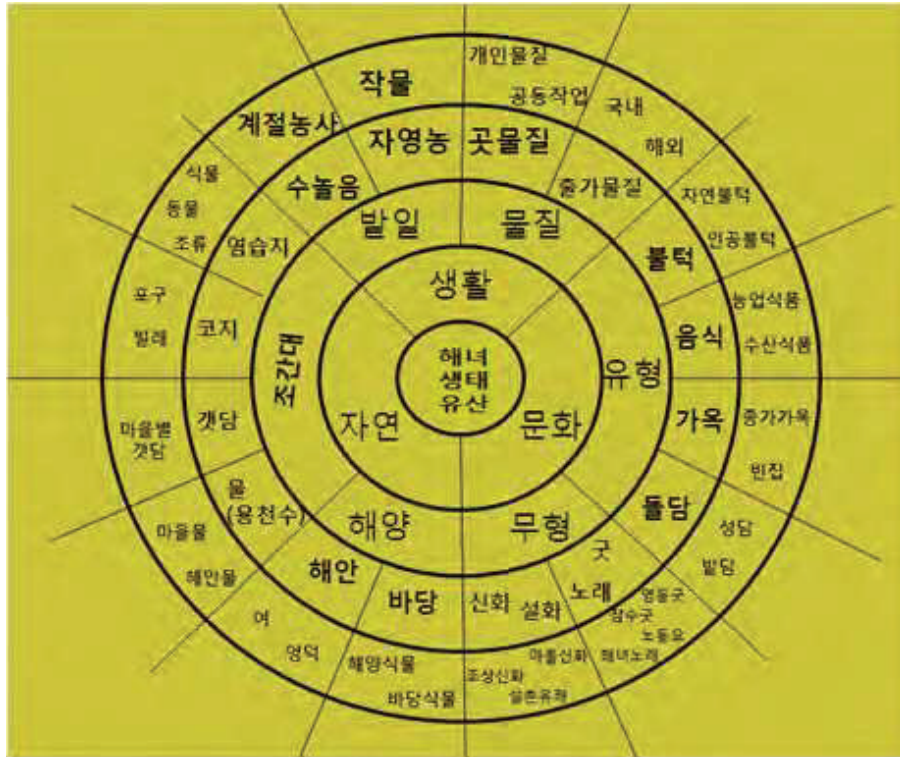 개인물질
작물
공동작업
국내
계절농사
자영농
곳물질
해외
식물
수눌음
출가물질
자연불턱
동물
밭일
물질
조류
염습지
불턱
인공불턱
생활
포구
농업식품
코지
음식
빌레
해녀
생태
유산
수산식품
조간대
유형
자연
문화
마을별
갯담
갯담
가옥
빈집
물
(용천수)
돌담
마을물
해양
무형
굿
성담
해안물
해안
밭담
노래
영등굿
바당
신화
설화
잠수굿
여
노동요
영덕
해양식물
마을신화
해녀노래
조상신화
바당식물
설촌유래